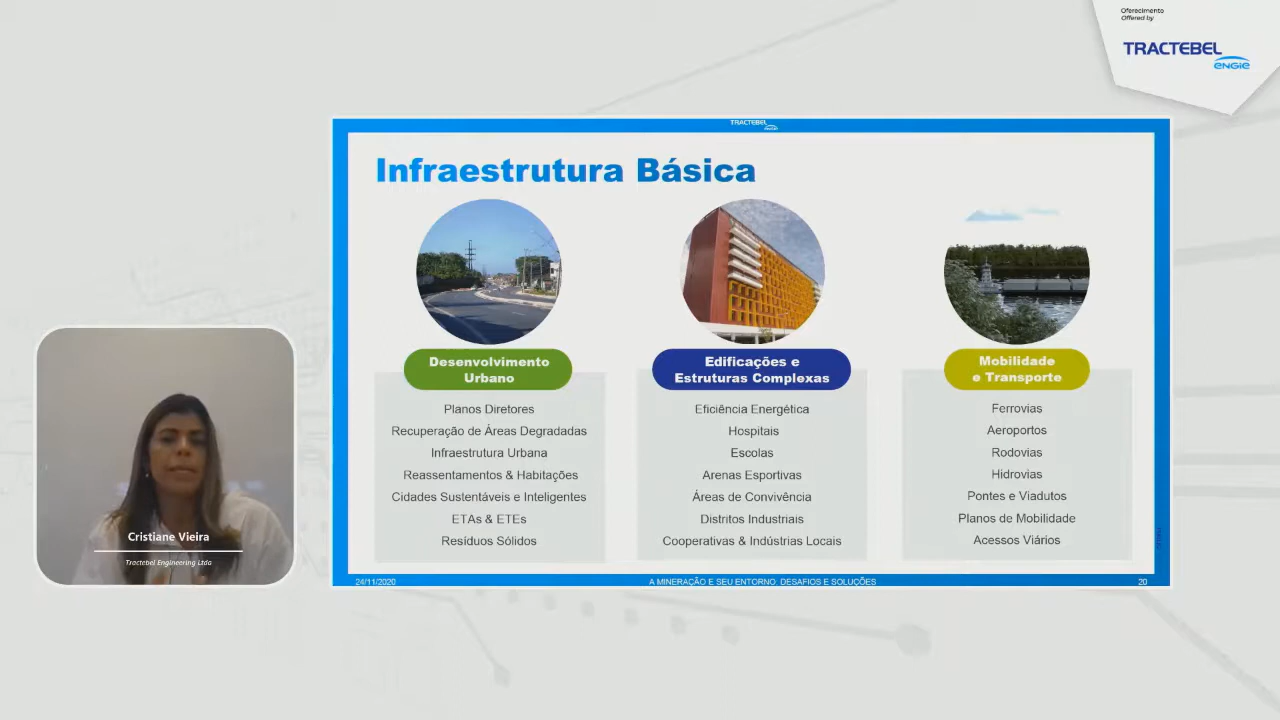 Oferecimento
Offered by
TRACTEBEL
ENGIE
TRACTEBEL
ENGIE
Infraestrutura Básica
Desenvolvimento
Urbano
Planos Diretores
Recuperação de Áreas Degradadas
Infraestrutura Urbana
Reassentamentos & Habitações
Cidades Sustentáveis e Inteligentes
ETAs & ETEs
Resíduos Sólidos
Edificações e
Estruturas Complexas
Eficiência Energética
Hospitais
Escolas
Arenas Esportivas
Áreas de Convivência
Distritos Industriais
Cooperativas & Indústrias Locais
Mobilidade
e Transporte
Ferrovias
Aeroportos
Rodovias
Hidrovias
Pontes e Viadutos
Planos de Mobilidade
Acessos Viários
24/11/2020
A MINERAÇÃO E SEU ENTORNO: DESAFIOS E SOLUÇÕES
20
Cristiane Vieira
Tractebel Engineering Ltda